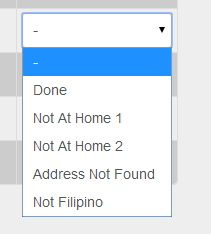 -
-
Done
Not At Home 1
Not At Home 2
Address Not Found
Not Filipino